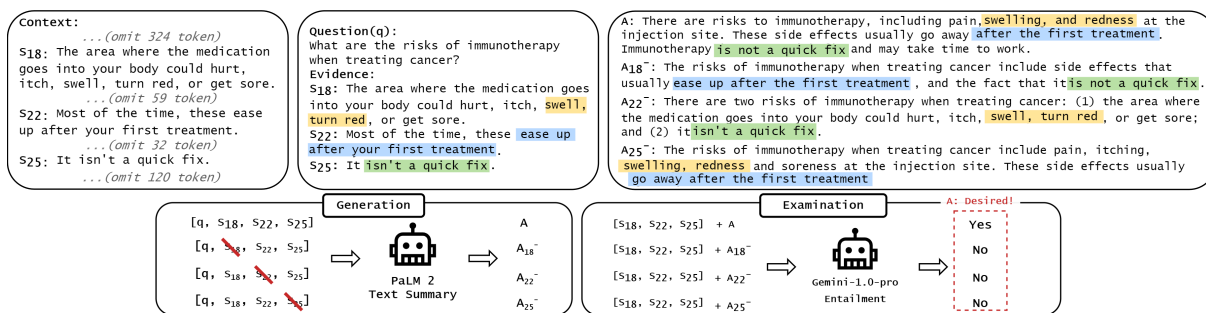 Context:
...(omit 324 token)
S18: The area where the medication
goes into your body could hurt,
itch, swell, turn red, or get sore.
...(omit 59 token)
S22: Most of the time, these ease
up after your first treatment.
...(omit 32 token)
S25: It isn't a quick fix.
...(omit 120 token)
Question(q):
What are the risks of immunotherapy
when treating cancer?
Evidence:
S18: The area where the medication goes
into your body could hurt, itch, swell,
turn red, or get sore.
S22: Most of the time, these ease up
after your first treatment.
S25: It isn't a quick fix.
A: There are risks to immunotherapy, including pain, swelling, and redness at the
injection site. These side effects usually go away after the first treatment.
Immunotherapy is not a quick fix and may take time to work.
A18⁻: The risks of immunotherapy when treating cancer include side effects that
usually ease up after the first treatment, and the fact that it is not a quick fix.
A22⁻: There are two risks of immunotherapy when treating cancer: (1) the area where
the medication goes into your body could hurt, itch, swell, turn red, or get sore;
and (2) it isn't a quick fix.
A25⁻: The risks of immunotherapy when treating cancer include pain, itching,
swelling, redness and soreness at the injection site. These side effects usually
go away after the first treatment
Generation
[q, S18, S22, S25]
[q, S18, S22, S25]
[q, S18, S22, S25]
[q, S18, S22, S25]
PaLM 2
Text Summary
A
A18⁻
A22⁻
A25⁻
Examination
[S18, S22, S25] + A
[S18, S22, S25] + A18⁻
[S18, S22, S25] + A22⁻
[S18, S22, S25] + A25⁻
Gemini-1.0-pro
Entailment
A: Desired!
Yes
No
No
No